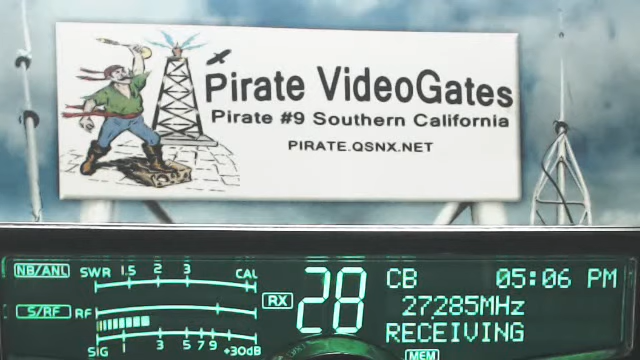 Pirate VideoGates
Pirate #9 Southern California
PIRATE.QSNX.NET
NB/ANL
SWR 1.5 2 3 CAL
S/RF
RF
SIG 1 3 5 7 9 +30dB
RX
28
CB 05:06 PM
27285MHz
RECEIVING
MEM